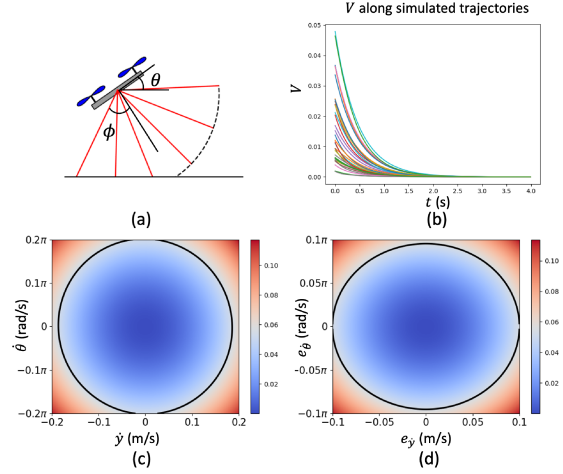 V along simulated trajectories
θ
ϕ
0.05
0.04
0.03
0.02
0.01
0.00
V
0.0 0.5 1.0 1.5 2.0 2.5 3.0 3.5 4.0
t (s)
(a)
(b)
0.2π
0.1π
0
-0.1π
-0.2π
θ̇ (rad/s)
−0.2 −0.1 0 0.1 0.2
ẏ (m/s)
0.10
0.08
0.06
0.04
0.02
(c)
0.1π
0.05π
0
-0.05π
-0.1π
e_θ̇ (rad/s)
−0.1 −0.05 0 0.05 0.1
e_ẏ (m/s)
0.10
0.08
0.06
0.04
0.02
(d)